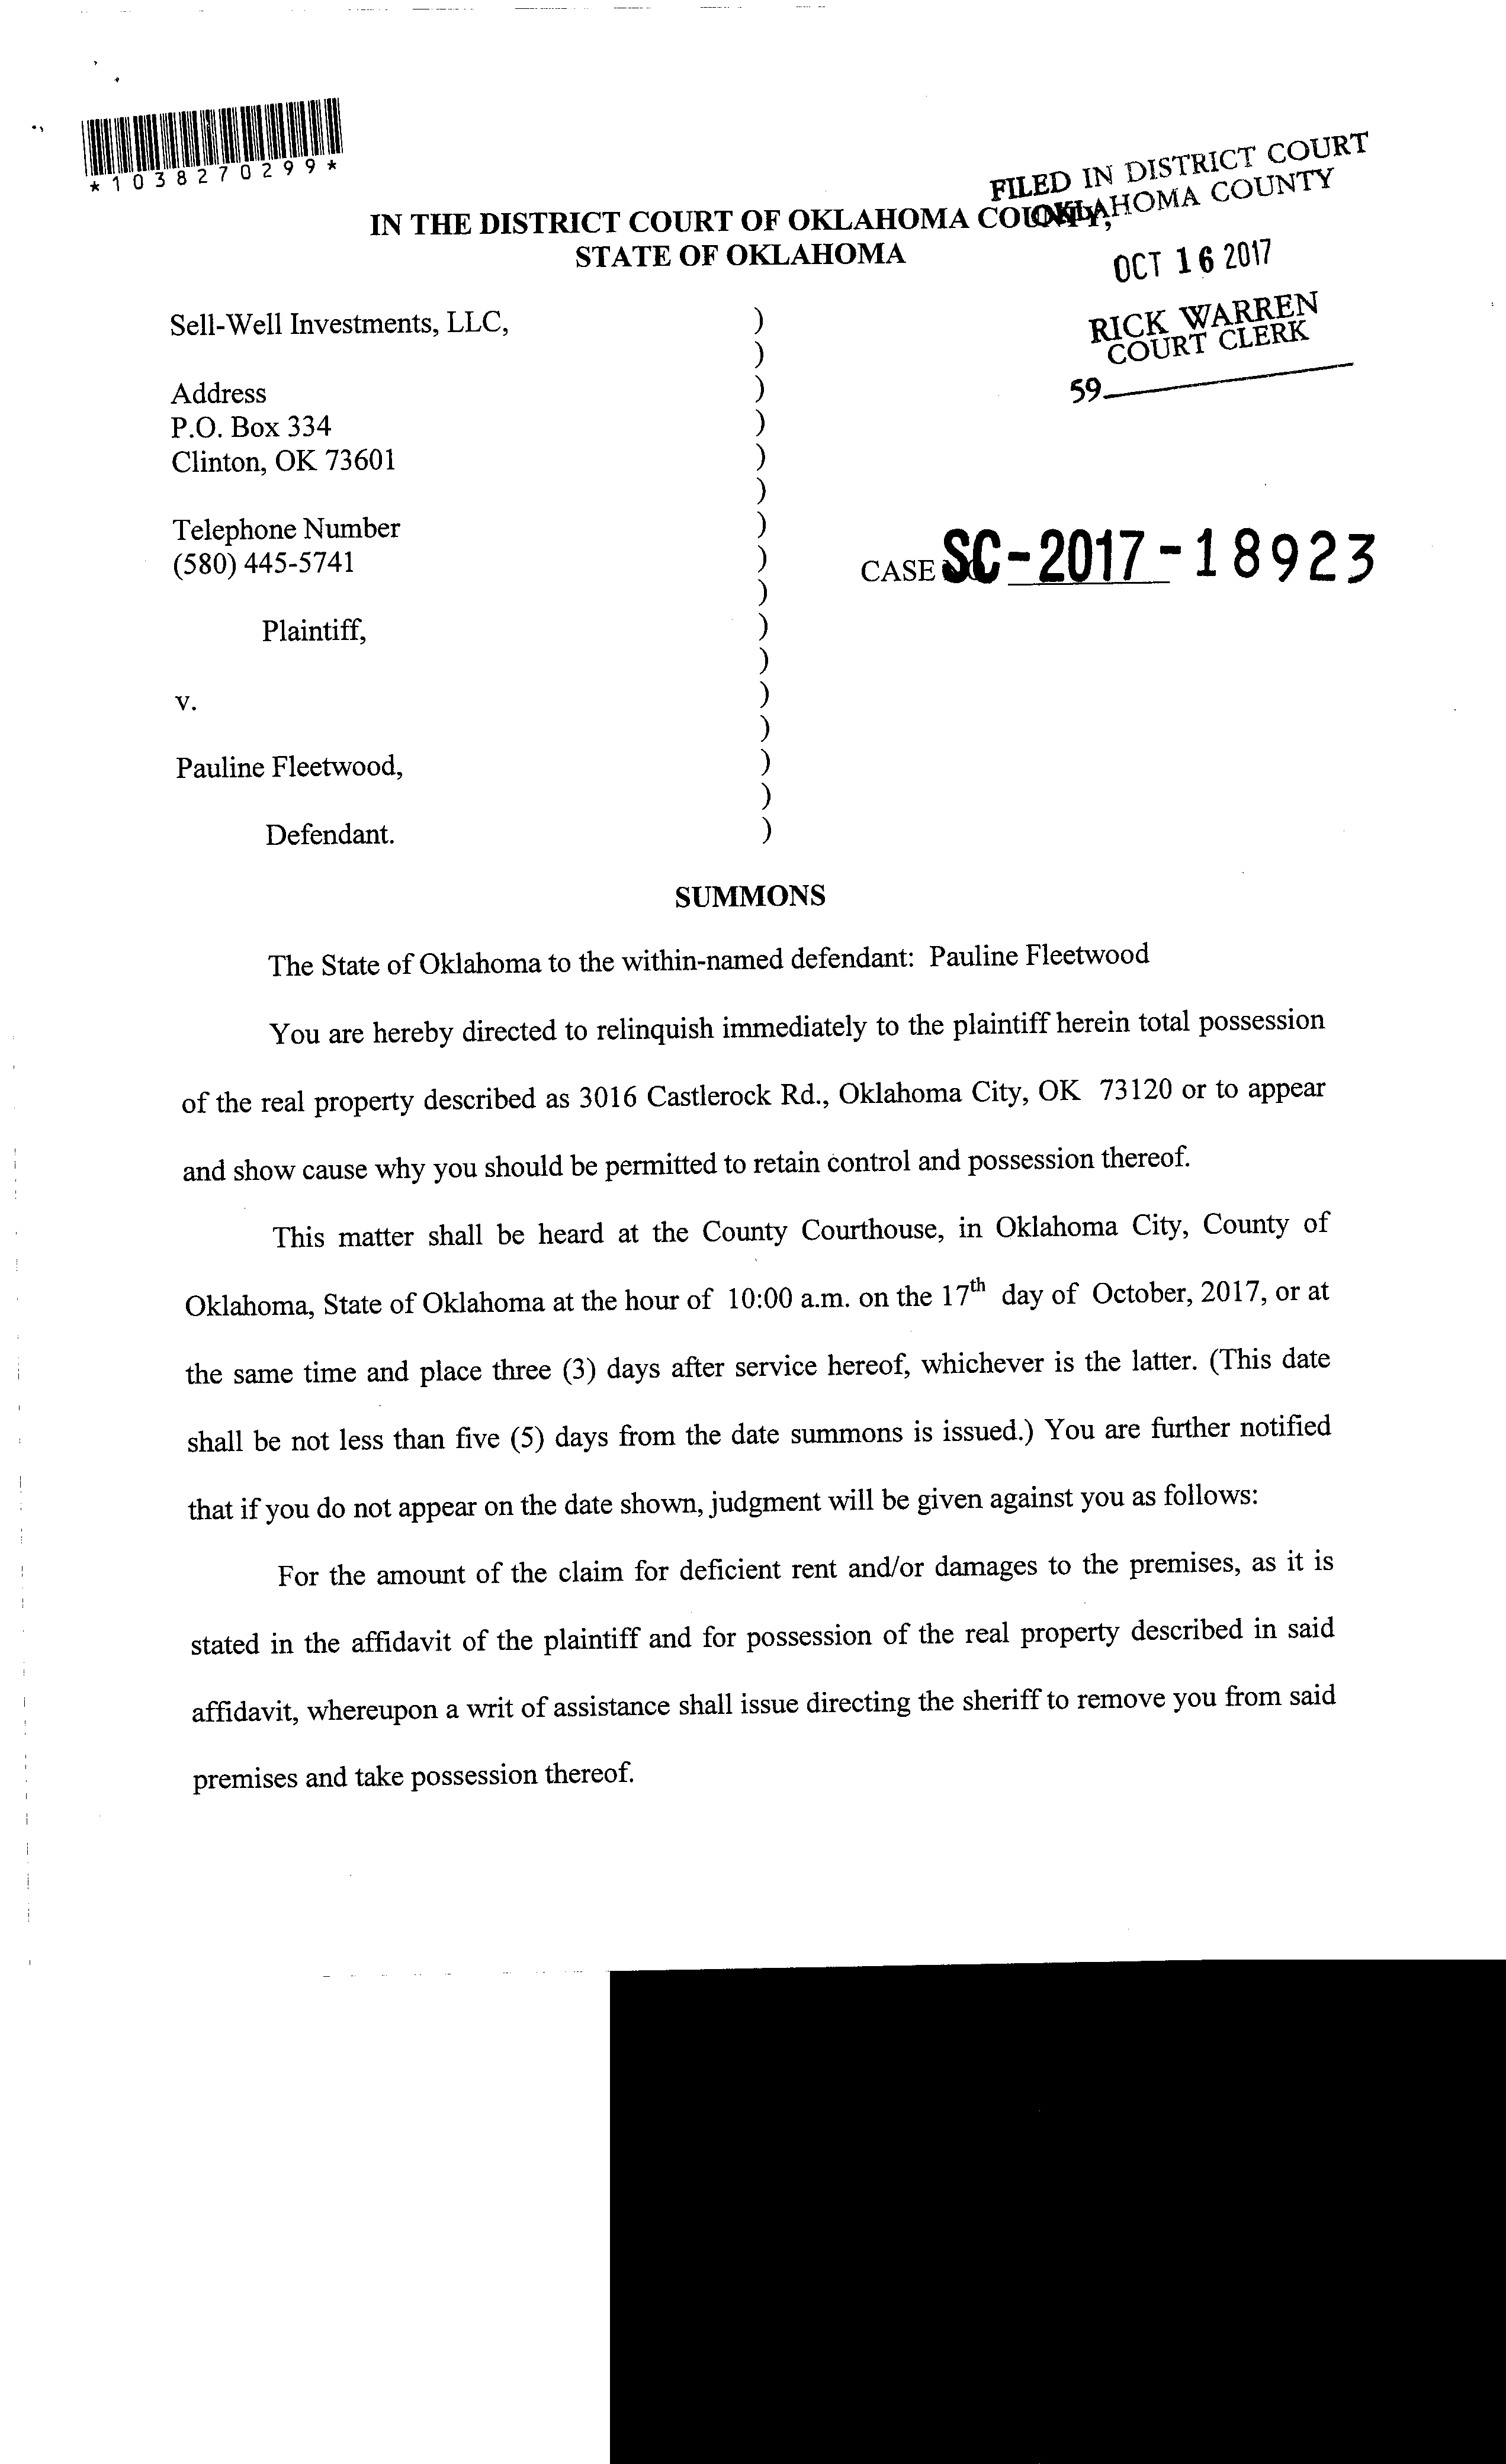 *1038270299*
FILED IN DISTRICT COURT
OKLAHOMA COUNTY
IN THE DISTRICT COURT OF OKLAHOMA COUNTY,
STATE OF OKLAHOMA
OCT 16 2017
RICK WARREN
COURT CLERK
59
Sell-Well Investments, LLC, )
)
Address )
P.O. Box 334 )
Clinton, OK 73601 )
)
Telephone Number )
(580) 445-5741 )
CASE SC-2017-18923
)
Plaintiff, )
)
v. )
)
Pauline Fleetwood, )
)
Defendant. )
SUMMONS
The State of Oklahoma to the within-named defendant: Pauline Fleetwood
You are hereby directed to relinquish immediately to the plaintiff herein total possession
of the real property described as 3016 Castlerock Rd., Oklahoma City, OK 73120 or to appear
and show cause why you should be permitted to retain control and possession thereof.
This matter shall be heard at the County Courthouse, in Oklahoma City, County of
Oklahoma, State of Oklahoma at the hour of 10:00 a.m. on the 17th day of October, 2017, or at
the same time and place three (3) days after service hereof, whichever is the latter. (This date
shall be not less than five (5) days from the date summons is issued.) You are further notified
that if you do not appear on the date shown, judgment will be given against you as follows:
For the amount of the claim for deficient rent and/or damages to the premises, as it is
stated in the affidavit of the plaintiff and for possession of the real property described in said
affidavit, whereupon a writ of assistance shall issue directing the sheriff to remove you from said
premises and take possession thereof.